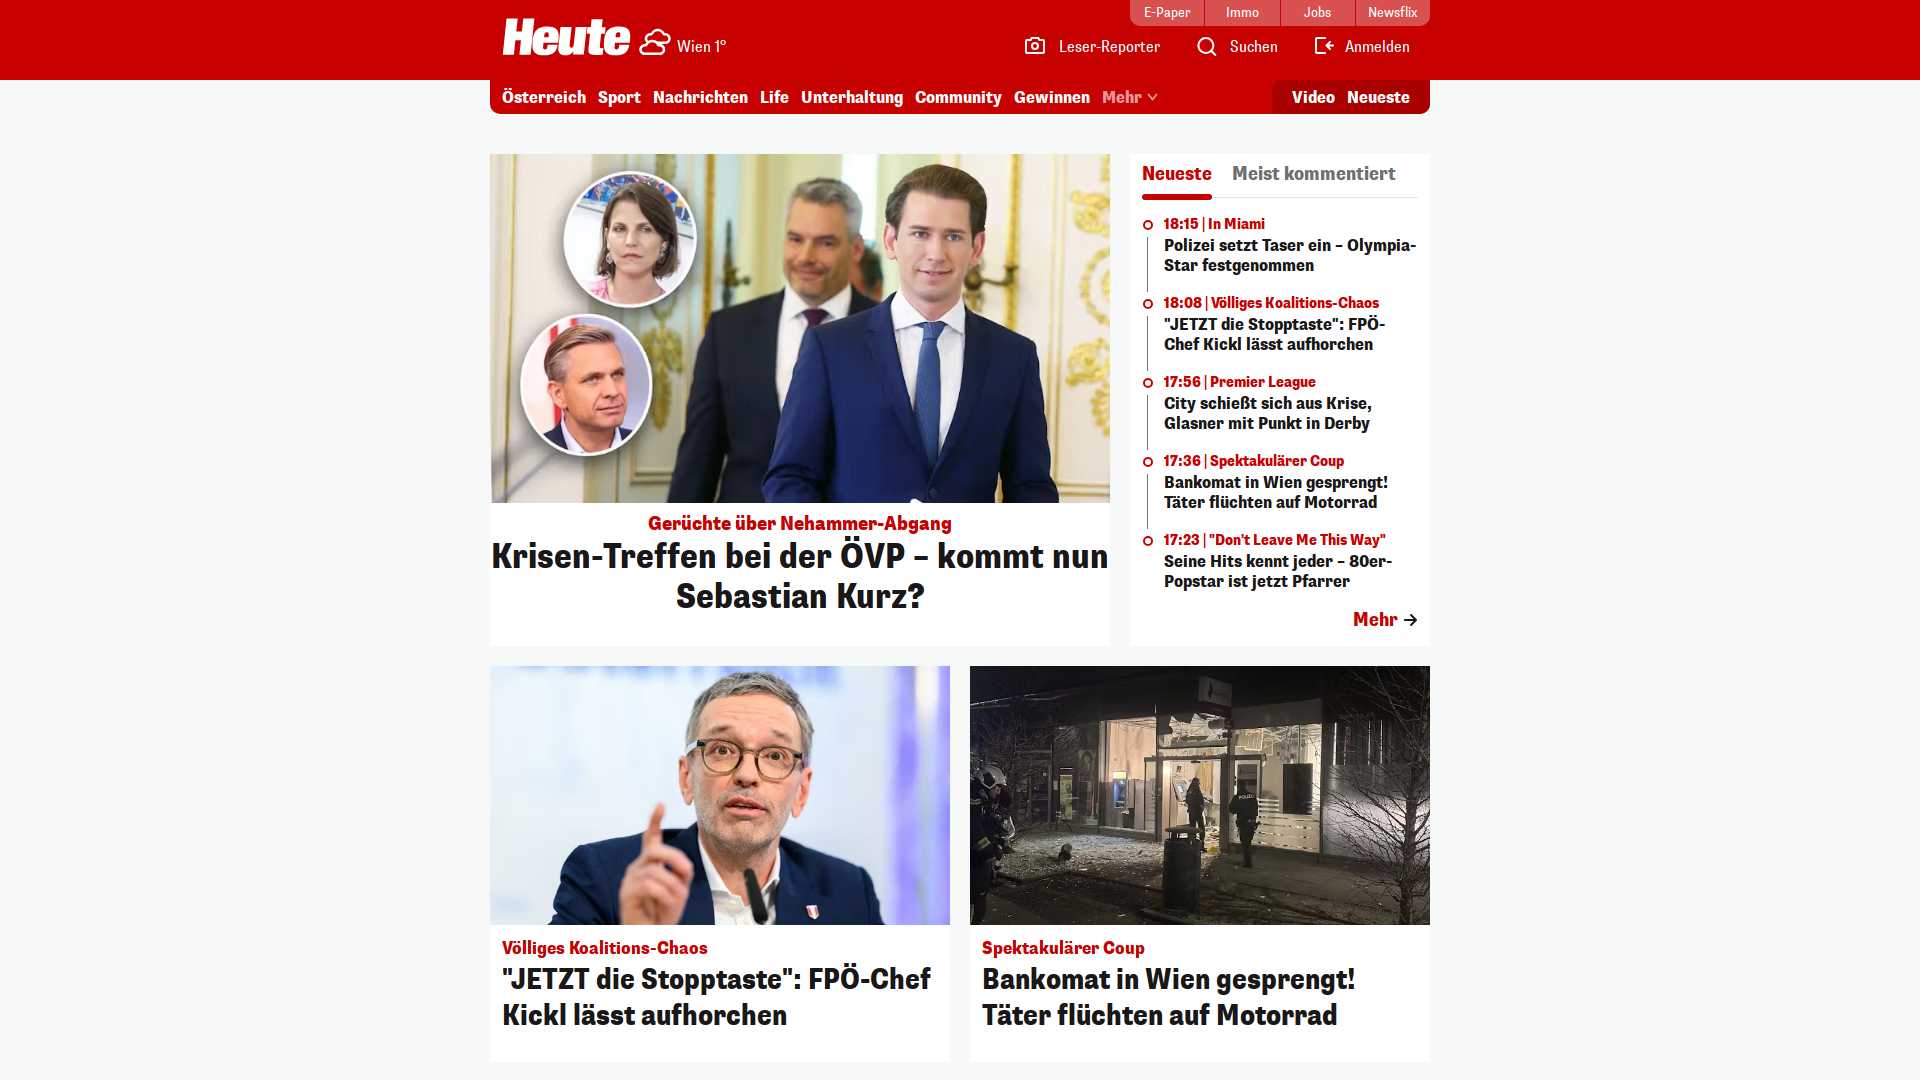 E-Paper
Immo
Jobs
Newsflix
Heute
Wien 1°
Leser-Reporter
Suchen
Anmelden
Österreich
Sport
Nachrichten
Life
Unterhaltung
Community
Gewinnen
Mehr
Video
Neueste
Gerüchte über Nehammer-Abgang
Krisen-Treffen bei der ÖVP – kommt nun
Sebastian Kurz?
Neueste
Meist kommentiert
18:15 | In Miami
Polizei setzt Taser ein – Olympia-
Star festgenommen
18:08 | Völliges Koalitions-Chaos
"JETZT die Stopptaste": FPÖ-
Chef Kickl lässt aufhorchen
17:56 | Premier League
City schießt sich aus Krise,
Glasner mit Punkt in Derby
17:36 | Spektakulärer Coup
Bankomat in Wien gesprengt!
Täter flüchten auf Motorrad
17:23 | "Don't Leave Me This Way"
Seine Hits kennt jeder – 80er-
Popstar ist jetzt Pfarrer
Mehr
Völliges Koalitions-Chaos
"JETZT die Stopptaste": FPÖ-Chef
Kickl lässt aufhorchen
POLIZEI
Spektakulärer Coup
Bankomat in Wien gesprengt!
Täter flüchten auf Motorrad